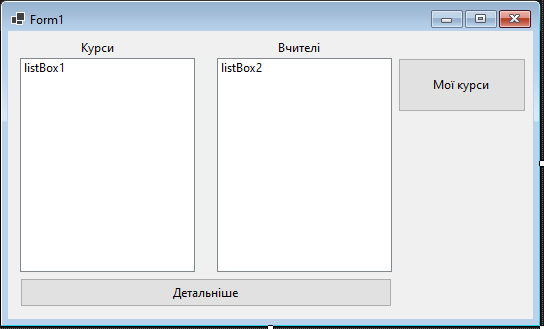 Form1
Курси
Вчителі
listBox1
listBox2
Мої курси
Детальніше